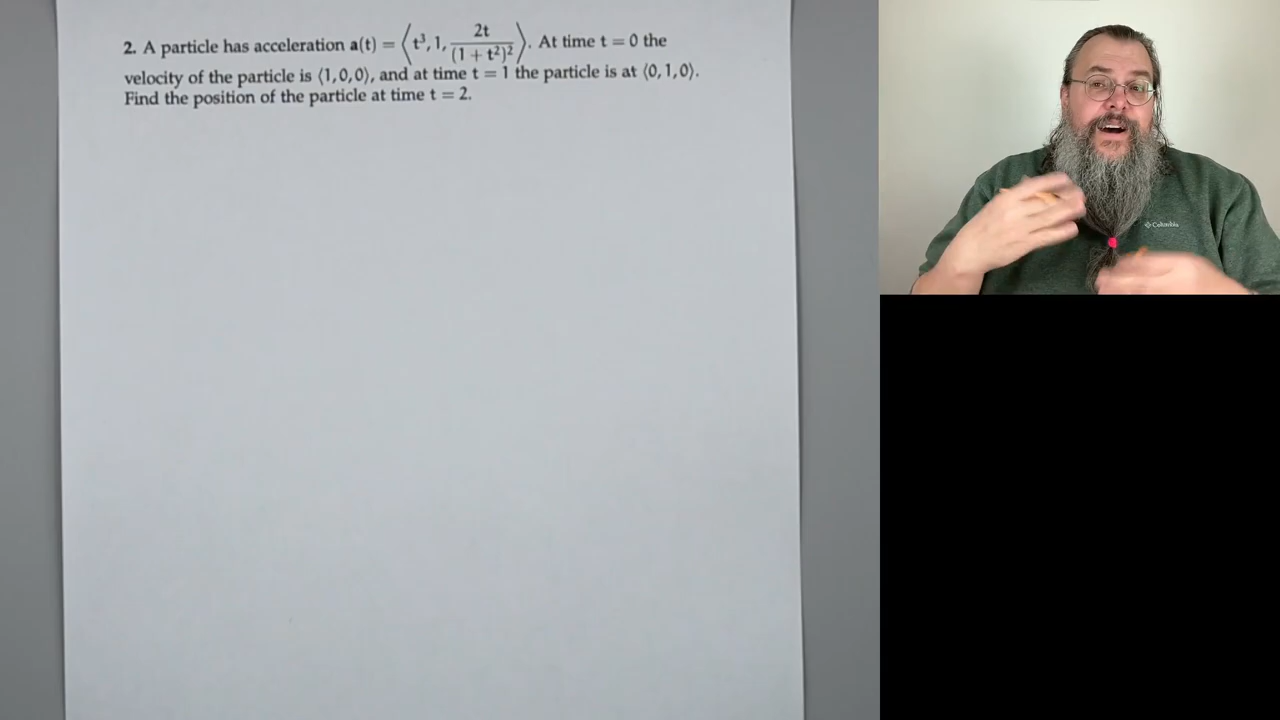 2. A particle has acceleration a(t) = ⟨t³, 1, 2t/(1 + t²)²⟩. At time t = 0 the
velocity of the particle is ⟨1, 0, 0⟩, and at time t = 1 the particle is at ⟨0, 1, 0⟩.
Find the position of the particle at time t = 2.
Columbia